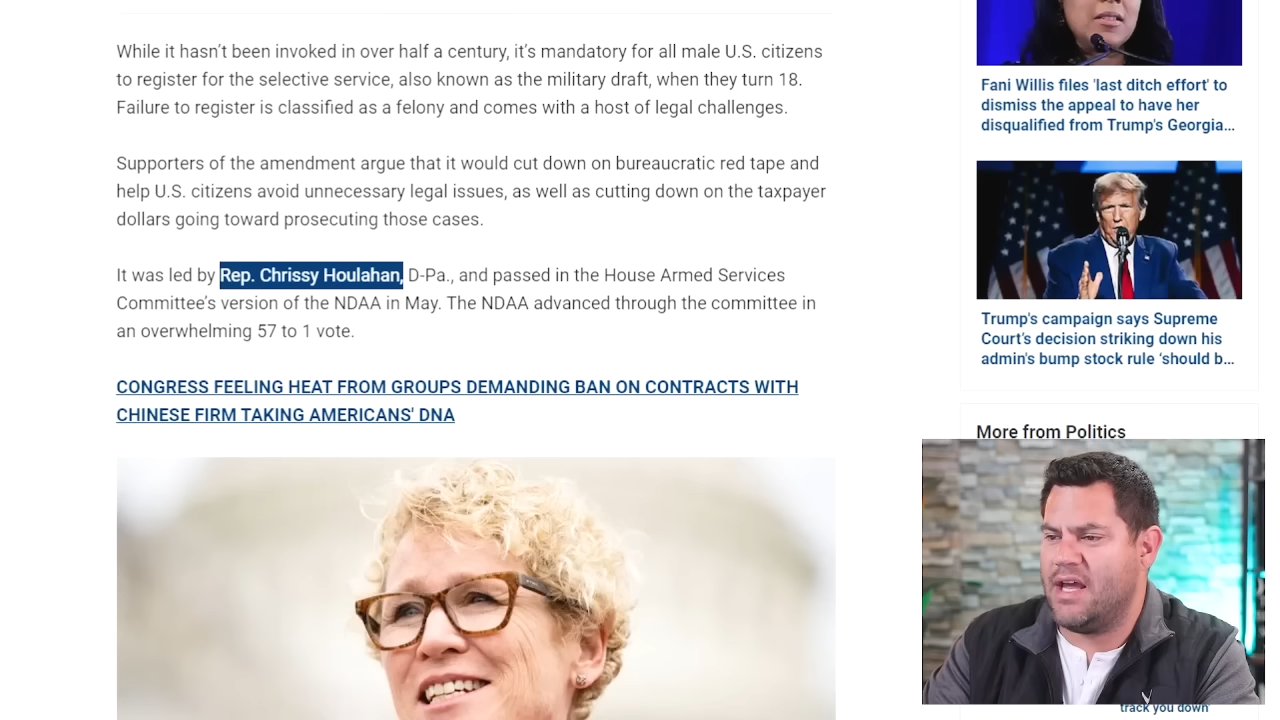 While it hasn't been invoked in over half a century, it's mandatory for all male U.S. citizens
to register for the selective service, also known as the military draft, when they turn 18.
Failure to register is classified as a felony and comes with a host of legal challenges.
Supporters of the amendment argue that it would cut down on bureaucratic red tape and
help U.S. citizens avoid unnecessary legal issues, as well as cutting down on the taxpayer
dollars going toward prosecuting those cases.
It was led by Rep. Chrissy Houlahan, D-Pa., and passed in the House Armed Services
Committee's version of the NDAA in May. The NDAA advanced through the committee in
an overwhelming 57 to 1 vote.
CONGRESS FEELING HEAT FROM GROUPS DEMANDING BAN ON CONTRACTS WITH
CHINESE FIRM TAKING AMERICANS' DNA
Fani Willis files 'last ditch effort' to
dismiss the appeal to have her
disqualified from Trump's Georgia...
Trump's campaign says Supreme
Court's decision striking down his
admin's bump stock rule 'should b...
More from Politics
track you down